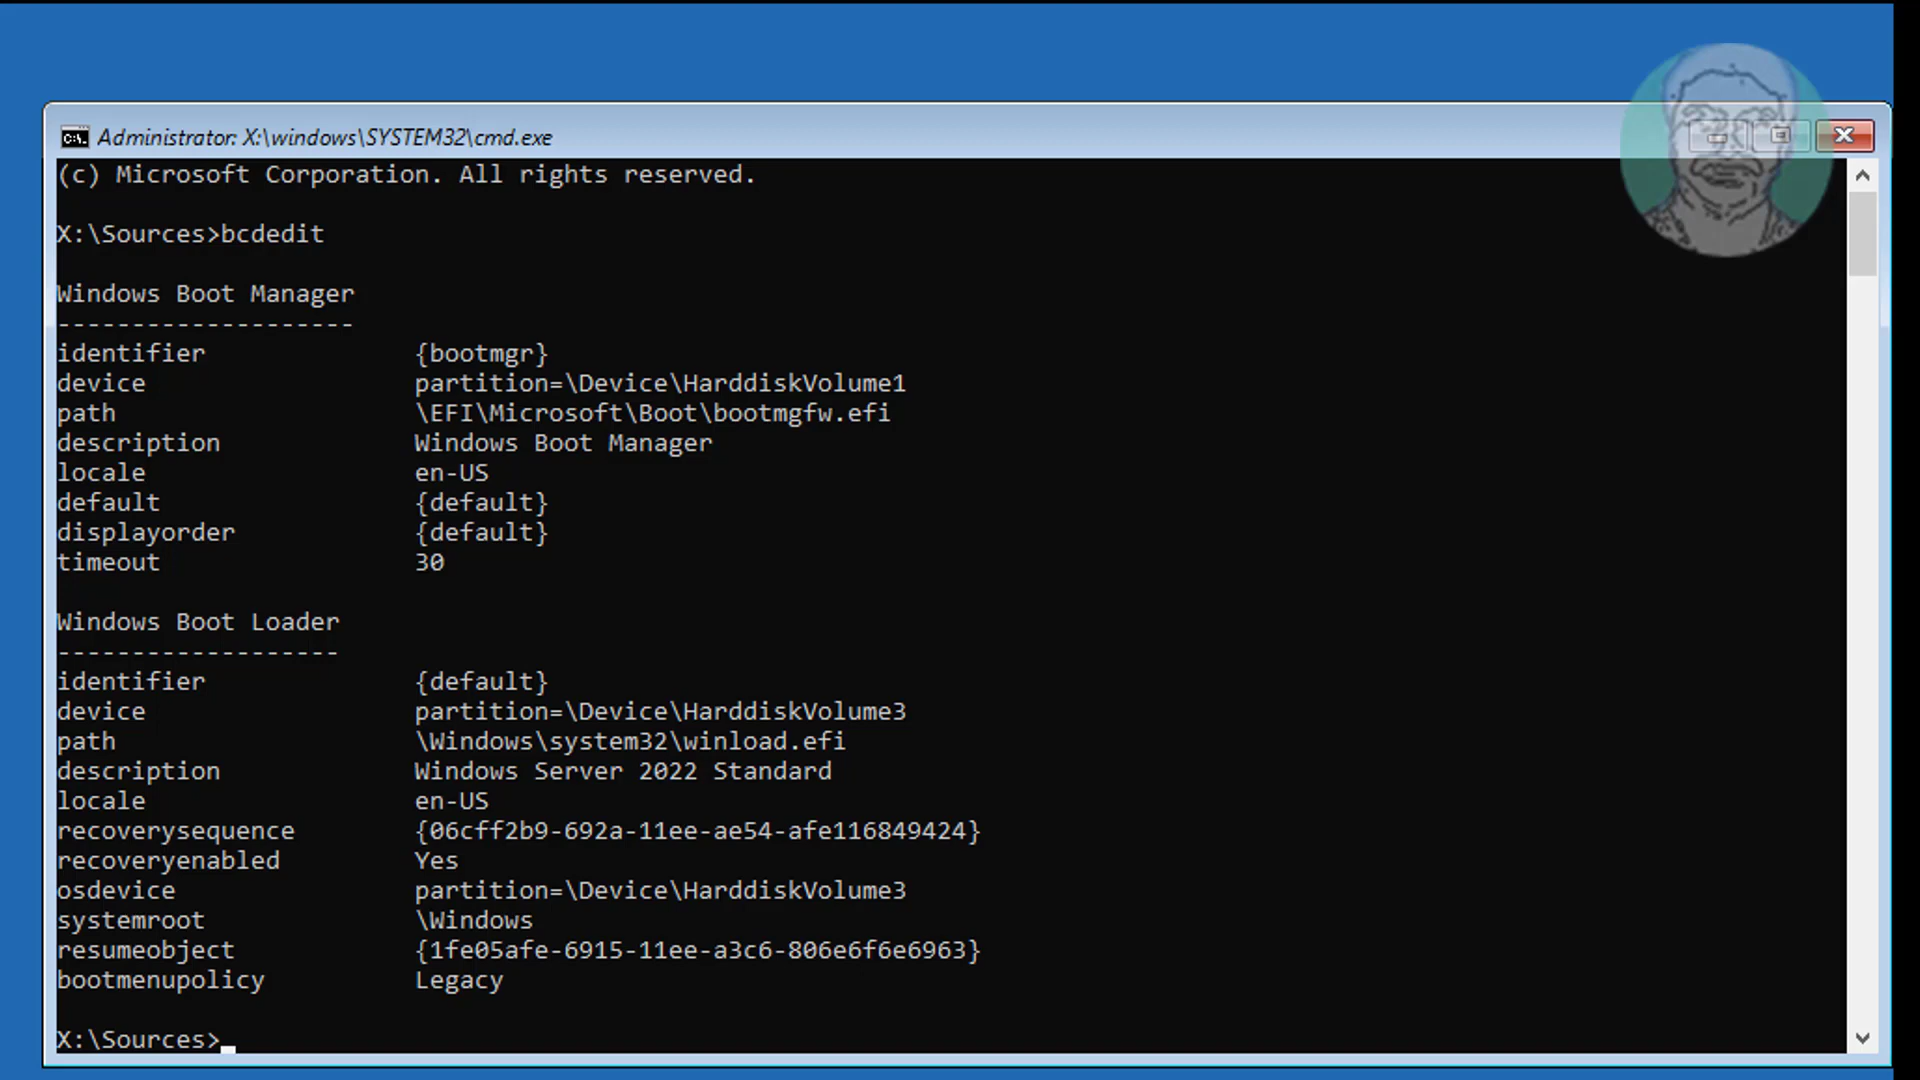 Administrator: X:\windows\SYSTEM32\cmd.exe
(c) Microsoft Corporation. All rights reserved.
X:\Sources>bcdedit
Windows Boot Manager
--------------------
identifier              {bootmgr}
device                  partition=\Device\HarddiskVolume1
path                    \EFI\Microsoft\Boot\bootmgfw.efi
description             Windows Boot Manager
locale                  en-US
default                 {default}
displayorder            {default}
timeout                 30
Windows Boot Loader
-------------------
identifier              {default}
device                  partition=\Device\HarddiskVolume3
path                    \Windows\system32\winload.efi
description             Windows Server 2022 Standard
locale                  en-US
recoverysequence        {06cff2b9-692a-11ee-ae54-afe116849424}
recoveryenabled         Yes
osdevice                partition=\Device\HarddiskVolume3
systemroot              \Windows
resumeobject            {1fe05afe-6915-11ee-a3c6-806e6f6e6963}
bootmenupolicy          Legacy
X:\Sources>